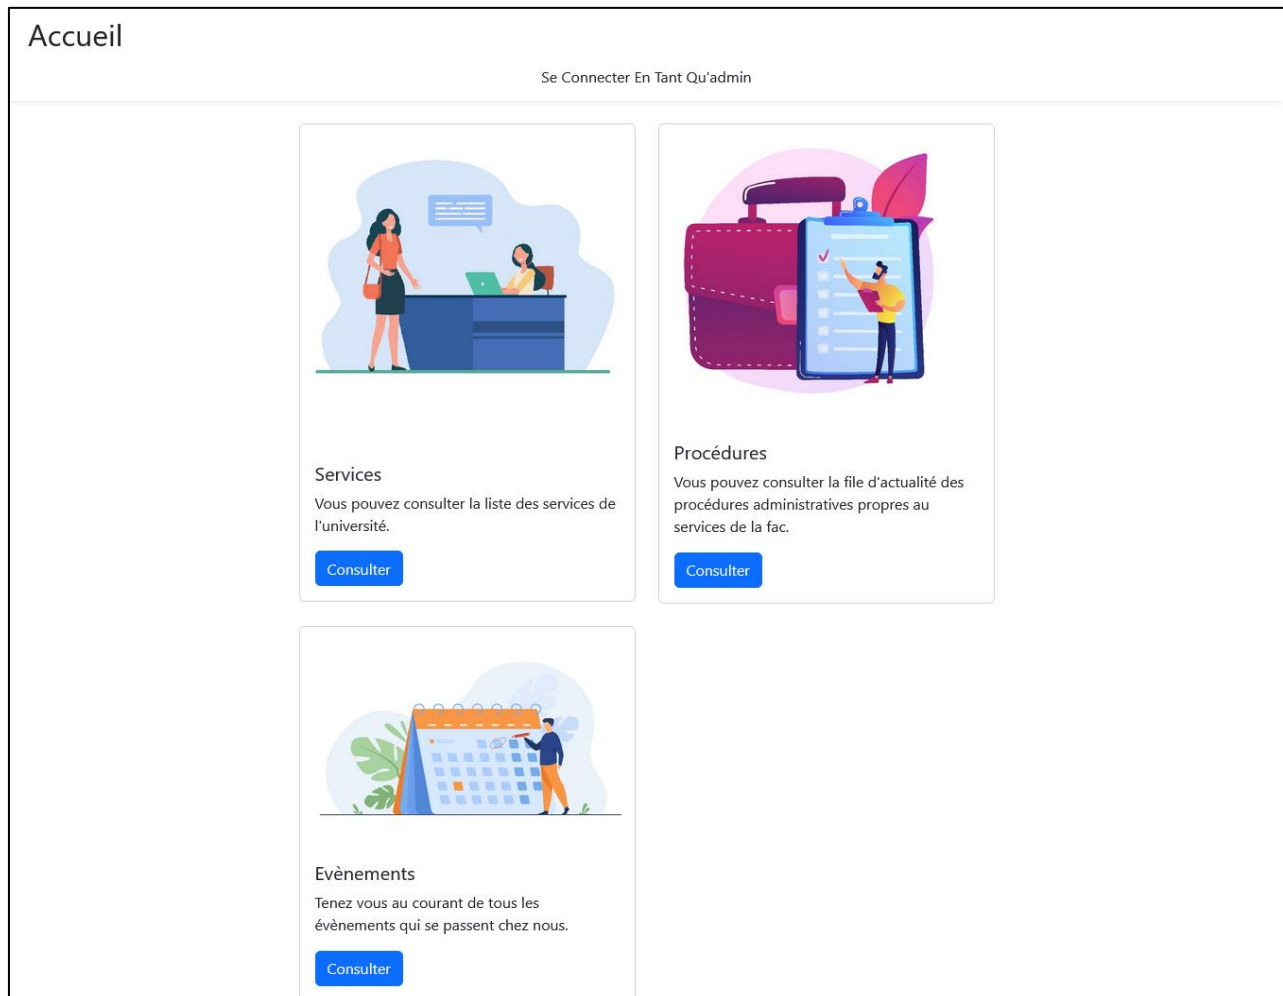 Accueil
Se Connecter En Tant Qu'admin
Services
Vous pouvez consulter la liste des services de
l'université.
Consulter
Procédures
Vous pouvez consulter la file d'actualité des
procédures administratives propres au
services de la fac.
Consulter
Evènements
Tenez vous au courant de tous les
évènements qui se passent chez nous.
Consulter